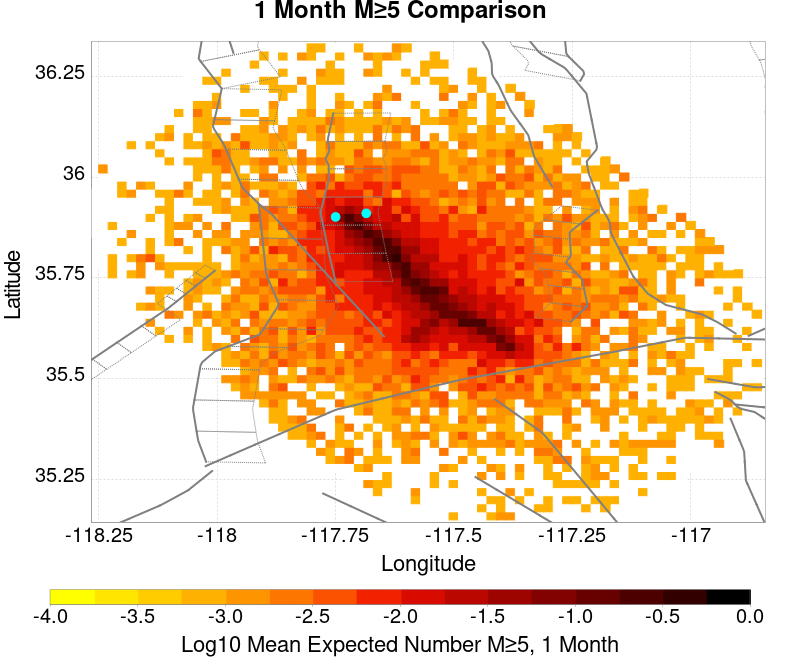 1 Month M≥5 Comparison
36.25
36
35.75
35.5
35.25
Latitude
-118.25 -118 -117.75 -117.5 -117.25 -117
Longitude
-4.0 -3.5 -3.0 -2.5 -2.0 -1.5 -1.0 -0.5 0.0
Log10 Mean Expected Number M≥5, 1 Month